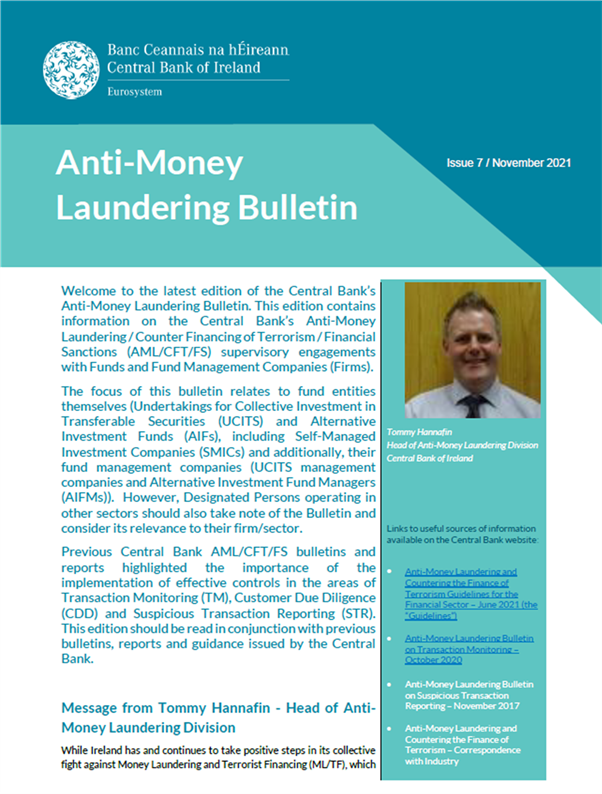 Banc Ceannais na hÉireann
Central Bank of Ireland
Eurosystem
Anti-Money
Laundering Bulletin
Issue 7 / November 2021
Welcome to the latest edition of the Central Bank's
Anti-Money Laundering Bulletin. This edition contains
information on the Central Bank's Anti-Money
Laundering / Counter Financing of Terrorism / Financial
Sanctions (AML/CFT/FS) supervisory engagements
with Funds and Fund Management Companies (Firms).
The focus of this bulletin relates to fund entities
themselves (Undertakings for Collective Investment in
Transferable Securities (UCITS) and Alternative
Investment Funds (AIFs), including Self-Managed
Investment Companies (SMICs) and additionally, their
fund management companies (UCITS management
companies and Alternative Investment Fund Managers
(AIFMs)). However, Designated Persons operating in
other sectors should also take note of the Bulletin and
consider its relevance to their firm/sector.
Previous Central Bank AML/CFT/FS bulletins and
reports highlighted the importance of the
implementation of effective controls in the areas of
Transaction Monitoring (TM), Customer Due Diligence
(CDD) and Suspicious Transaction Reporting (STR).
This edition should be read in conjunction with previous
bulletins, reports and guidance issued by the Central
Bank.
Message from Tommy Hannafin - Head of Anti-
Money Laundering Division
While Ireland has and continues to take positive steps in its collective
fight against Money Laundering and Terrorist Financing (ML/TF), which
Tommy Hannafin
Head of Anti-Money Laundering Division
Central Bank of Ireland
Links to useful sources of information
available on the Central Bank website:
• Anti-Money Laundering and
Countering the Finance of
Terrorism Guidelines for the
Financial Sector – June 2021 (the
"Guidelines")
• Anti-Money Laundering Bulletin
on Transaction Monitoring –
October 2020
• Anti-Money Laundering Bulletin
on Suspicious Transaction
Reporting – November 2017
• Anti-Money Laundering and
Countering the Finance of
Terrorism – Correspondence
with Industry